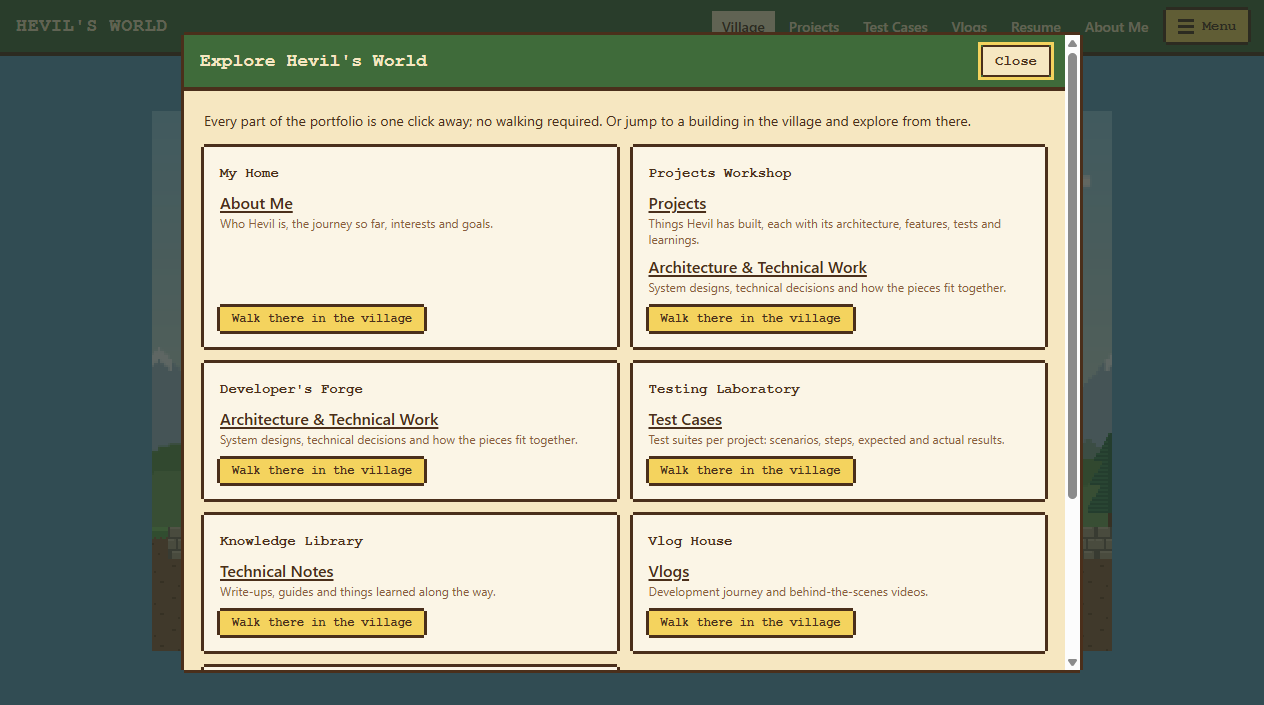 HEVIL'S WORLD
Village Projects Test Cases Vlogs Resume About Me Menu
Explore Hevil's World
Close
Every part of the portfolio is one click away; no walking required. Or jump to a building in the village and explore from there.
My Home
About Me
Who Hevil is, the journey so far, interests and goals.
Walk there in the village
Projects Workshop
Projects
Things Hevil has built, each with its architecture, features, tests and
learnings.
Architecture & Technical Work
System designs, technical decisions and how the pieces fit together.
Walk there in the village
Developer's Forge
Architecture & Technical Work
System designs, technical decisions and how the pieces fit together.
Walk there in the village
Testing Laboratory
Test Cases
Test suites per project: scenarios, steps, expected and actual results.
Walk there in the village
Knowledge Library
Technical Notes
Write-ups, guides and things learned along the way.
Walk there in the village
Vlog House
Vlogs
Development journey and behind-the-scenes videos.
Walk there in the village